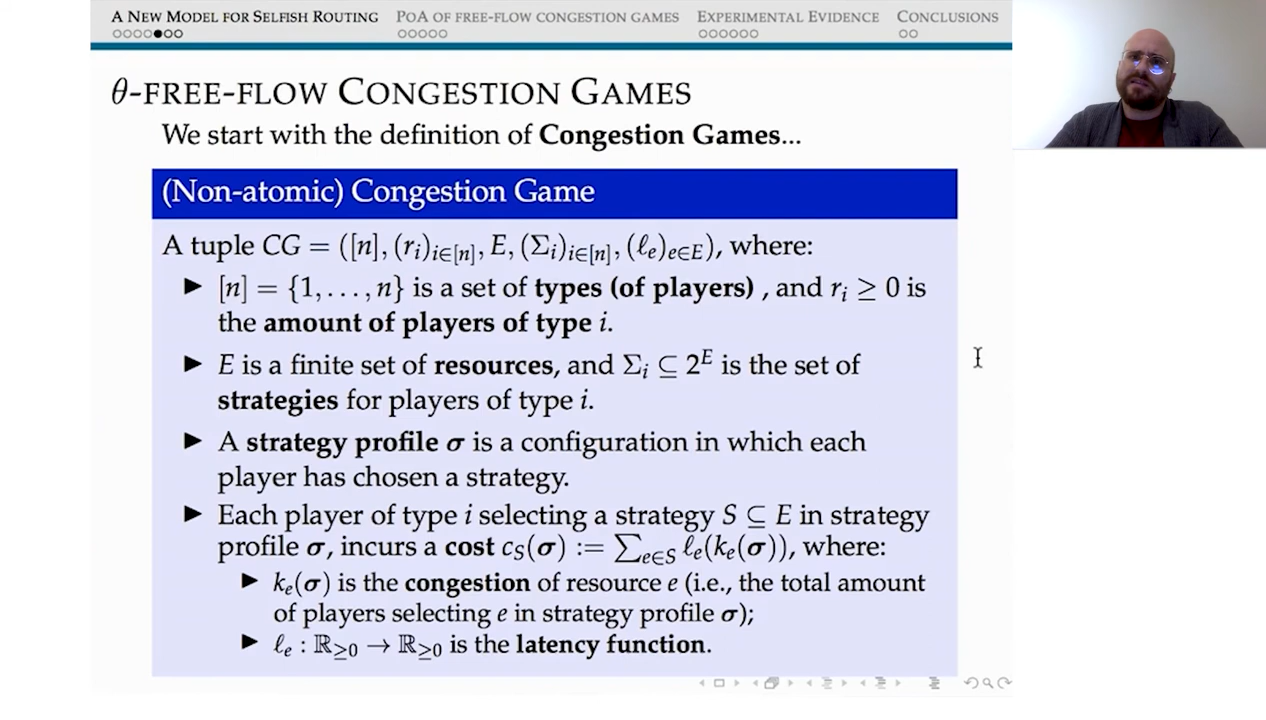 A NEW MODEL FOR SELFISH ROUTING POA OF FREE-FLOW CONGESTION GAMES EXPERIMENTAL EVIDENCE CONCLUSIONS
θ-FREE-FLOW CONGESTION GAMES
We start with the definition of Congestion Games...
(Non-atomic) Congestion Game
A tuple CG = ([n], (r_i)_{i∈[n]}, E, (Σ_i)_{i∈[n]}, (ℓ_e)_{e∈E}), where:
► [n] = {1, . . . , n} is a set of types (of players) , and r_i ≥ 0 is
the amount of players of type i.
► E is a finite set of resources, and Σ_i ⊆ 2^E is the set of
strategies for players of type i.
► A strategy profile σ is a configuration in which each
player has chosen a strategy.
► Each player of type i selecting a strategy S ⊆ E in strategy
profile σ, incurs a cost c_S(σ) := ∑_{e∈S} ℓ_e(k_e(σ)), where:
► k_e(σ) is the congestion of resource e (i.e., the total amount
of players selecting e in strategy profile σ);
► ℓ_e : ℝ_{≥0} → ℝ_{≥0} is the latency function.